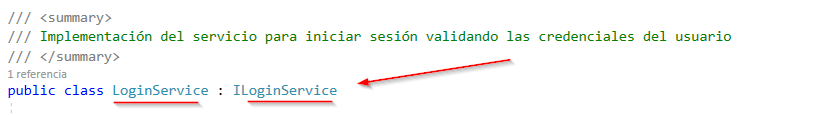 /// <summary>
/// Implementación del servicio para iniciar sesión validando las credenciales del usuario
/// </summary>
1 referencia
public class LoginService : ILoginService